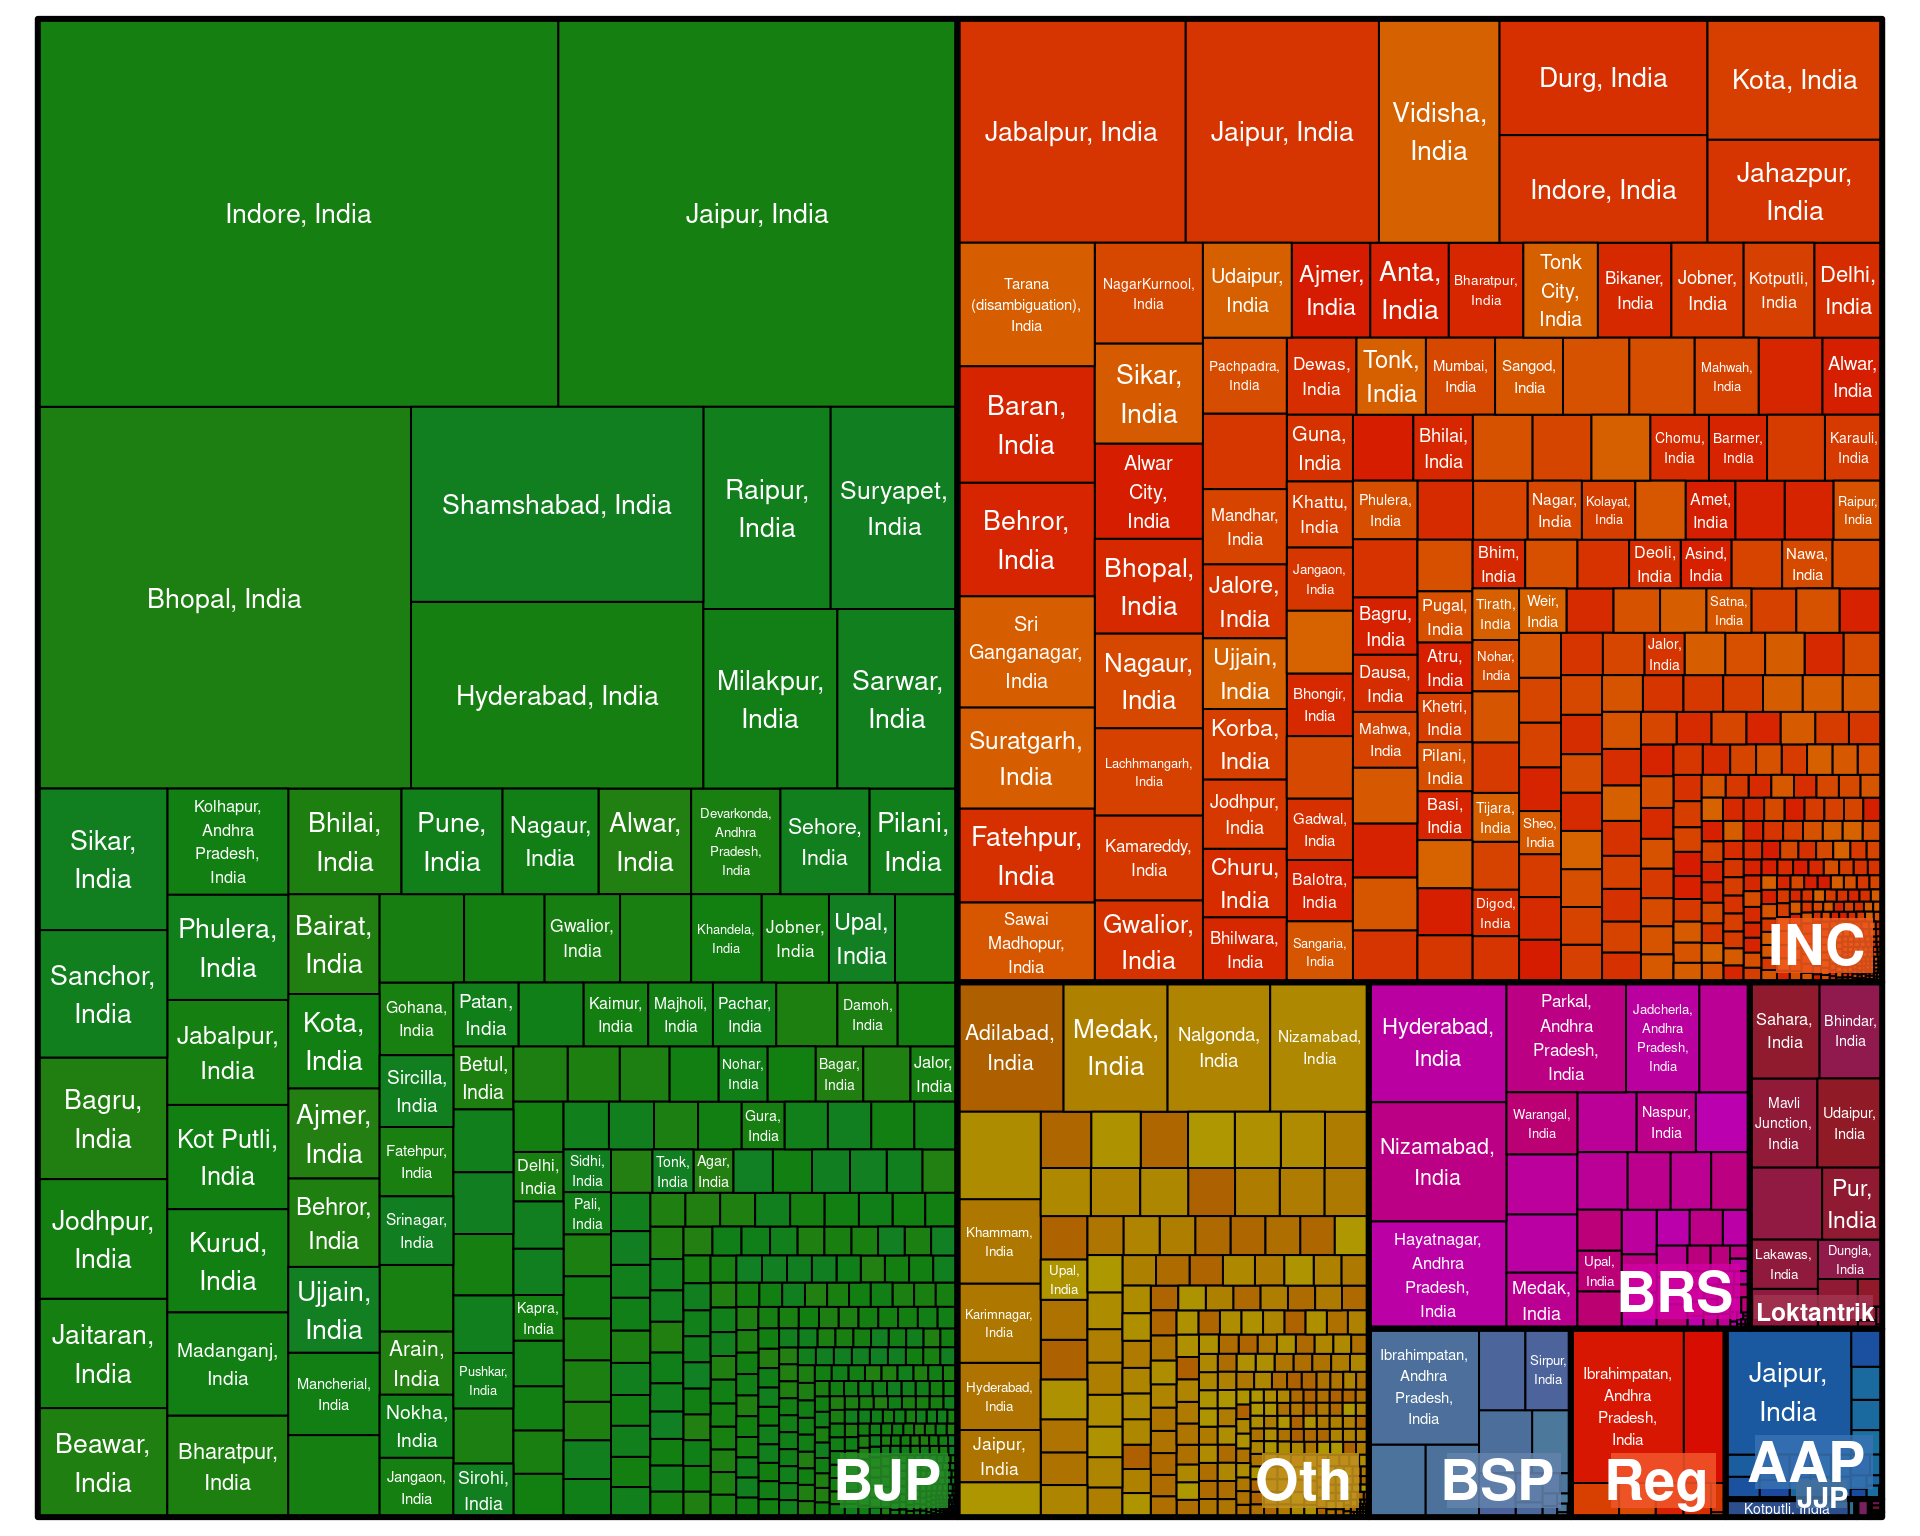 Indore, India
Jaipur, India
Bhopal, India
Shamshabad, India
Raipur,
India
Suryapet,
India
Hyderabad, India
Milakpur,
India
Sarwar,
India
Sikar,
India
Kolhapur,
Andhra
Pradesh,
India
Bhilai,
India
Pune,
India
Nagaur,
India
Alwar,
India
Devarkonda,
Andhra
Pradesh,
India
Sehore,
India
Pilani,
India
Sanchor,
India
Phulera,
India
Bairat,
India
Gwalior,
India
Khandela,
India
Jobner,
India
Upal,
India
Jabalpur,
India
Kota,
India
Gohana,
India
Patan,
India
Kaimur,
India
Majholi,
India
Pachar,
India
Damoh,
India
Bagru,
India
Kot Putli,
India
Ajmer,
India
Sircilla,
India
Betul,
India
Nohar,
India
Bagar,
India
Jalor,
India
Gura,
India
Fatehpur,
India
Delhi,
India
Sidhi,
India
Tonk,
India
Agar,
India
Jodhpur,
India
Kurud,
India
Behror,
India
Srinagar,
India
Pali,
India
Jaitaran,
India
Madanganj,
India
Ujjain,
India
Kapra,
India
Arain,
India
Pushkar,
India
Mancherial,
India
Beawar,
India
Bharatpur,
India
Nokha,
India
Jangaon,
India
Sirohi,
India
BJP
Jabalpur, India
Jaipur, India
Vidisha,
India
Durg, India
Indore, India
Kota, India
Jahazpur,
India
Tarana
(disambiguation),
India
NagarKurnool,
India
Udaipur,
India
Ajmer,
India
Anta,
India
Bharatpur,
India
Tonk
City,
India
Bikaner,
India
Jobner,
India
Kotputli,
India
Delhi,
India
Baran,
India
Sikar,
India
Pachpadra,
India
Dewas,
India
Tonk,
India
Mumbai,
India
Sangod,
India
Mahwah,
India
Alwar,
India
Behror,
India
Alwar
City,
India
Guna,
India
Bhilai,
India
Chomu,
India
Barmer,
India
Karauli,
India
Mandhar,
India
Khattu,
India
Phulera,
India
Nagar,
India
Kolayat,
India
Amet,
India
Raipur,
India
Bhopal,
India
Jalore,
India
Jangaon,
India
Bhim,
India
Deoli,
India
Asind,
India
Nawa,
India
Sri
Ganganagar,
India
Nagaur,
India
Ujjain,
India
Bagru,
India
Pugal,
India
Tirath,
India
Weir,
India
Satna,
India
Dausa,
India
Atru,
India
Nohar,
India
Jalor,
India
Suratgarh,
India
Lachhmangarh,
India
Korba,
India
Bhongir,
India
Mahwa,
India
Khetri,
India
Pilani,
India
Fatehpur,
India
Kamareddy,
India
Jodhpur,
India
Gadwal,
India
Basi,
India
Tijara,
India
Sheo,
India
Churu,
India
Balotra,
India
Digod,
India
Sawai
Madhopur,
India
Gwalior,
India
Bhilwara,
India
Sangaria,
India
INC
Adilabad,
India
Medak,
India
Nalgonda,
India
Nizamabad,
India
Khammam,
India
Upal,
India
Karimnagar,
India
Hyderabad,
India
Jaipur,
India
Oth
Hyderabad,
India
Parkal,
Andhra
Pradesh,
India
Jadcherla,
Andhra
Pradesh,
India
Nizamabad,
India
Warangal,
India
Naspur,
India
Hayatnagar,
Andhra
Pradesh,
India
Medak,
India
Upal,
India
BRS
Sahara,
India
Bhindar,
India
Mavli
Junction,
India
Udaipur,
India
Pur,
India
Lakawas,
India
Dungla,
India
Loktantrik
Ibrahimpatan,
Andhra
Pradesh,
India
Sirpur,
India
BSP
Ibrahimpatan,
Andhra
Pradesh,
India
Reg
Jaipur,
India
AAP
Kotputli, India
JJP